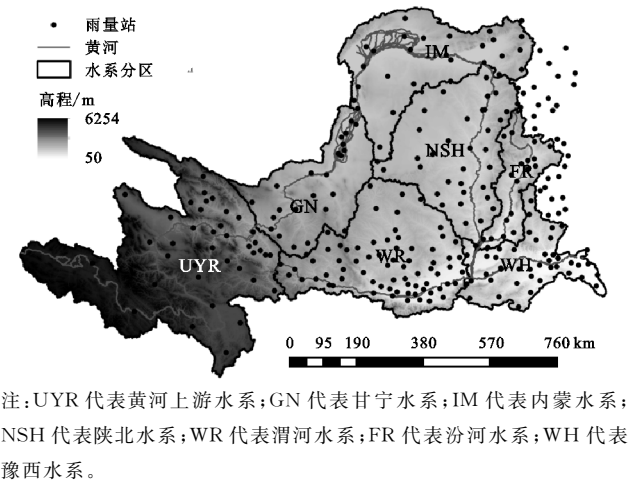 雨量站
黄河
水系分区
高程/m
6254
50
IM
NSH
FR
GN
WR
WH
UYR
0 95 190 380 570 760 km
注:UYR 代表黄河上游水系;GN 代表甘宁水系;IM 代表内蒙水系;
NSH 代表陕北水系;WR 代表渭河水系;FR 代表汾河水系;WH 代表
豫西水系。